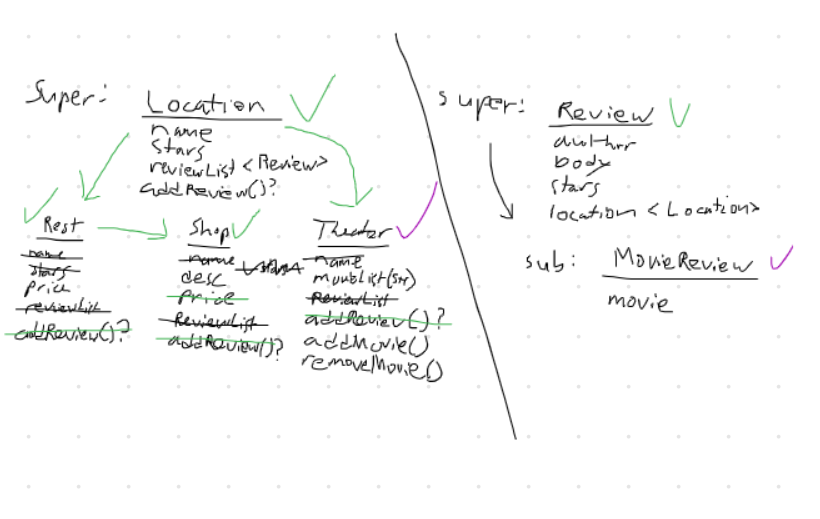 Super:
Location
name
stars
reviewList <Review>
addReview()?
Rest
name
stars
price
reviewList
addReview()?
Shop
name
desc
price
ReviewList
addReview()?
Theater
name
movieList(str)
ReviewList
addReview()?
addMovie()
removeMovie()
super:
Review
author
body
stars
location <Location>
sub:
MovieReview
movie